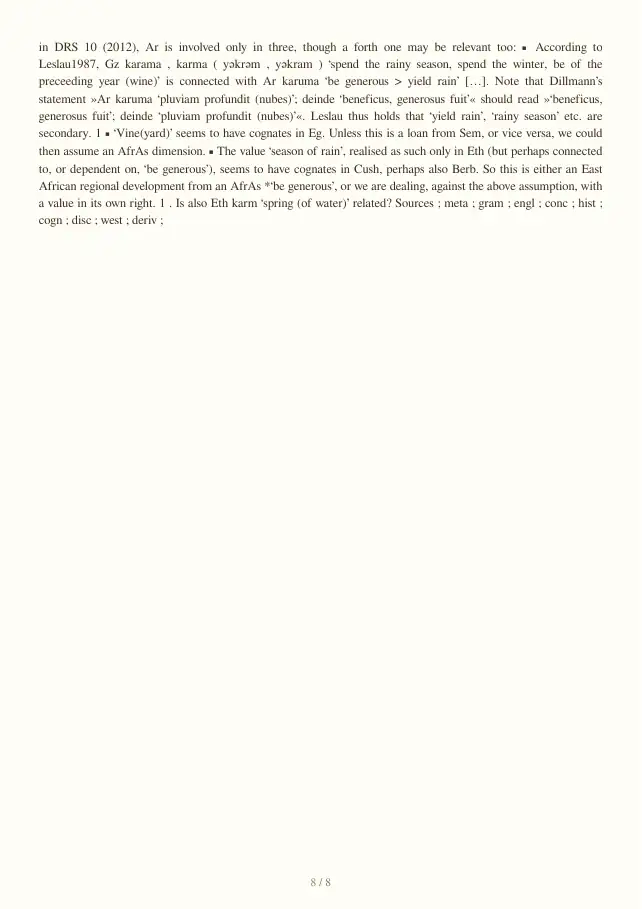 in DRS 10 (2012), Ar is involved only in three, though a forth one may be relevant too: ▪ According to
Leslau1987, Gz karama , karma ( yəkrəm , yəkram ) ‘spend the rainy season, spend the winter, be of the
preceeding year (wine)’ is connected with Ar karuma ‘be generous > yield rain’ […]. Note that Dillmann’s
statement »Ar karuma ‘pluviam profundit (nubes)’; deinde ‘beneficus, generosus fuit’« should read »‘beneficus,
generosus fuit’; deinde ‘pluviam profundit (nubes)’«. Leslau thus holds that ‘yield rain’, ‘rainy season’ etc. are
secondary. 1 ▪ ‘Vine(yard)’ seems to have cognates in Eg. Unless this is a loan from Sem, or vice versa, we could
then assume an AfrAs dimension. ▪ The value ‘season of rain’, realised as such only in Eth (but perhaps connected
to, or dependent on, ‘be generous’), seems to have cognates in Cush, perhaps also Berb. So this is either an East
African regional development from an AfrAs *‘be generous’, or we are dealing, against the above assumption, with
a value in its own right. 1 . Is also Eth karm ‘spring (of water)’ related? Sources ; meta ; gram ; engl ; conc ; hist ;
cogn ; disc ; west ; deriv ;
8 / 8